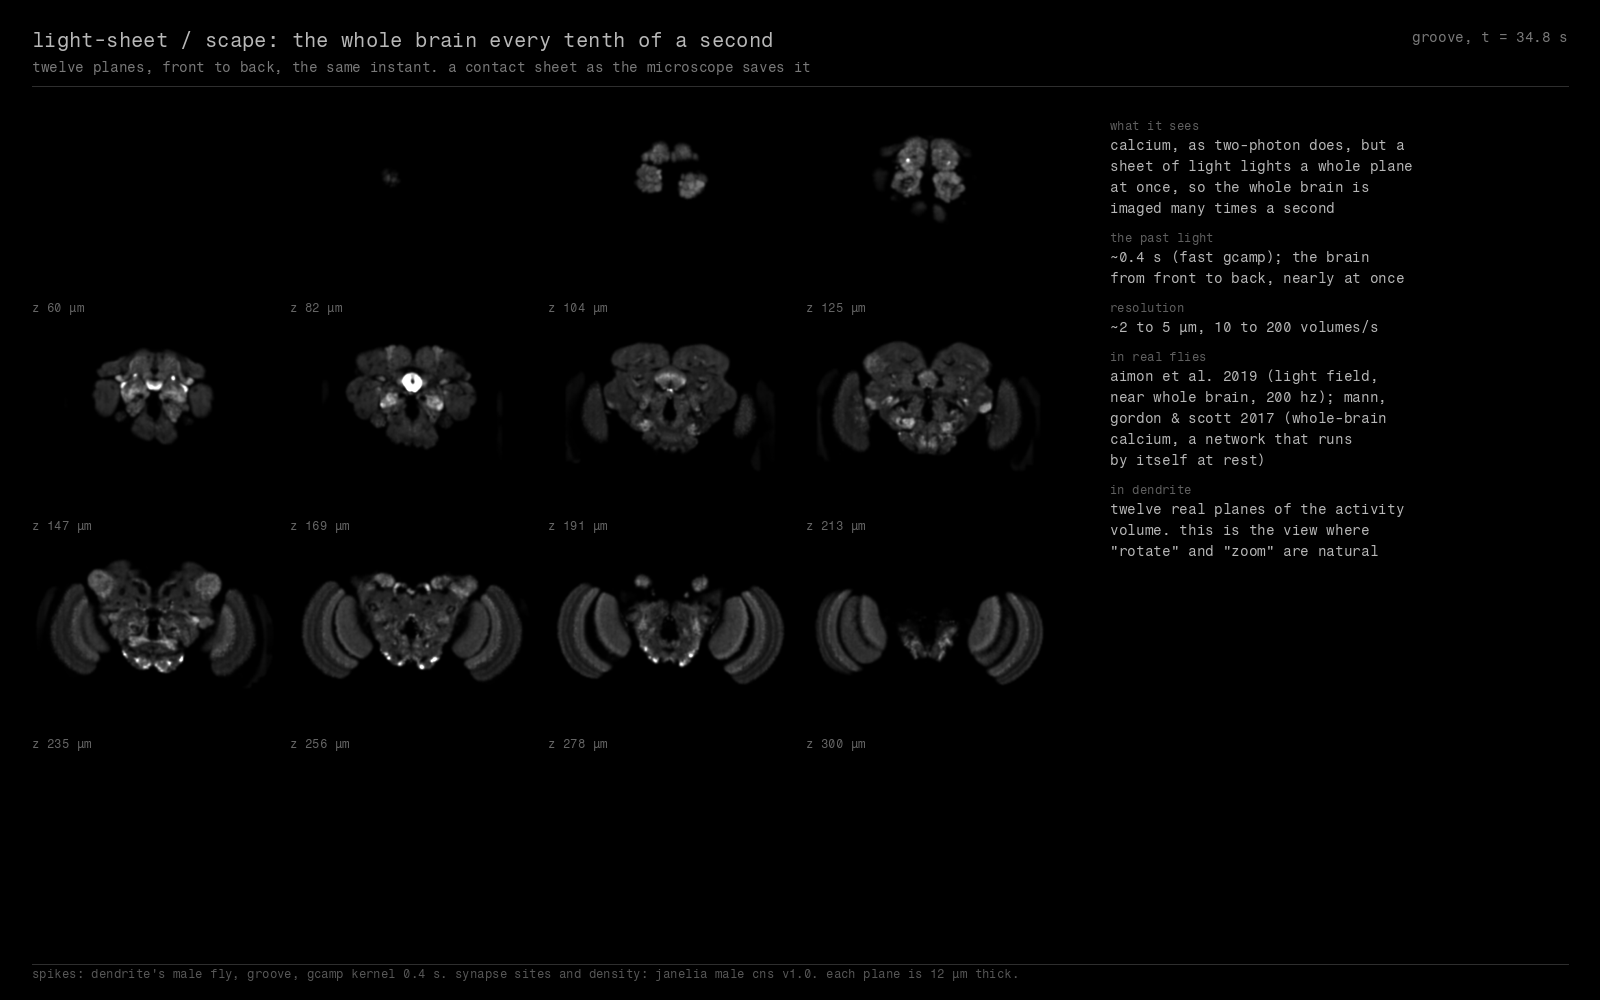 light-sheet / scape: the whole brain every tenth of a second
groove, t = 34.8 s
twelve planes, front to back, the same instant. a contact sheet as the microscope saves it
z 60 µm
z 82 µm
z 104 µm
z 125 µm
z 147 µm
z 169 µm
z 191 µm
z 213 µm
z 235 µm
z 256 µm
z 278 µm
z 300 µm
what it sees
calcium, as two-photon does, but a
sheet of light lights a whole plane
at once, so the whole brain is
imaged many times a second
the past light
~0.4 s (fast gcamp); the brain
from front to back, nearly at once
resolution
~2 to 5 µm, 10 to 200 volumes/s
in real flies
aimon et al. 2019 (light field,
near whole brain, 200 hz); mann,
gordon & scott 2017 (whole-brain
calcium, a network that runs
by itself at rest)
in dendrite
twelve real planes of the activity
volume. this is the view where
"rotate" and "zoom" are natural
spikes: dendrite's male fly, groove, gcamp kernel 0.4 s. synapse sites and density: janelia male cns v1.0. each plane is 12 µm thick.